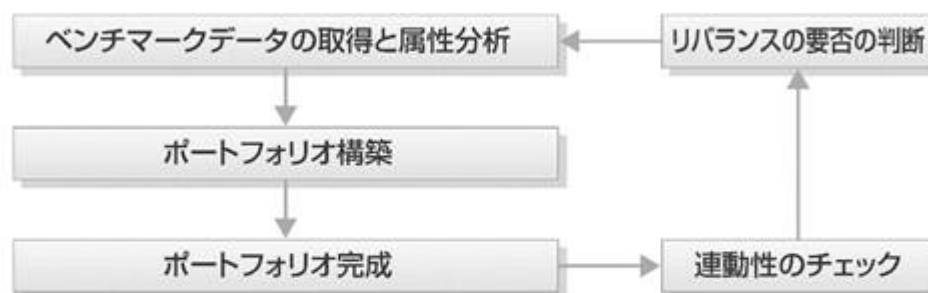 ベンチマークデータの取得と属性分析
リバランスの要否の判断
ポートフォリオ構築
ポートフォリオ完成
連動性のチェック